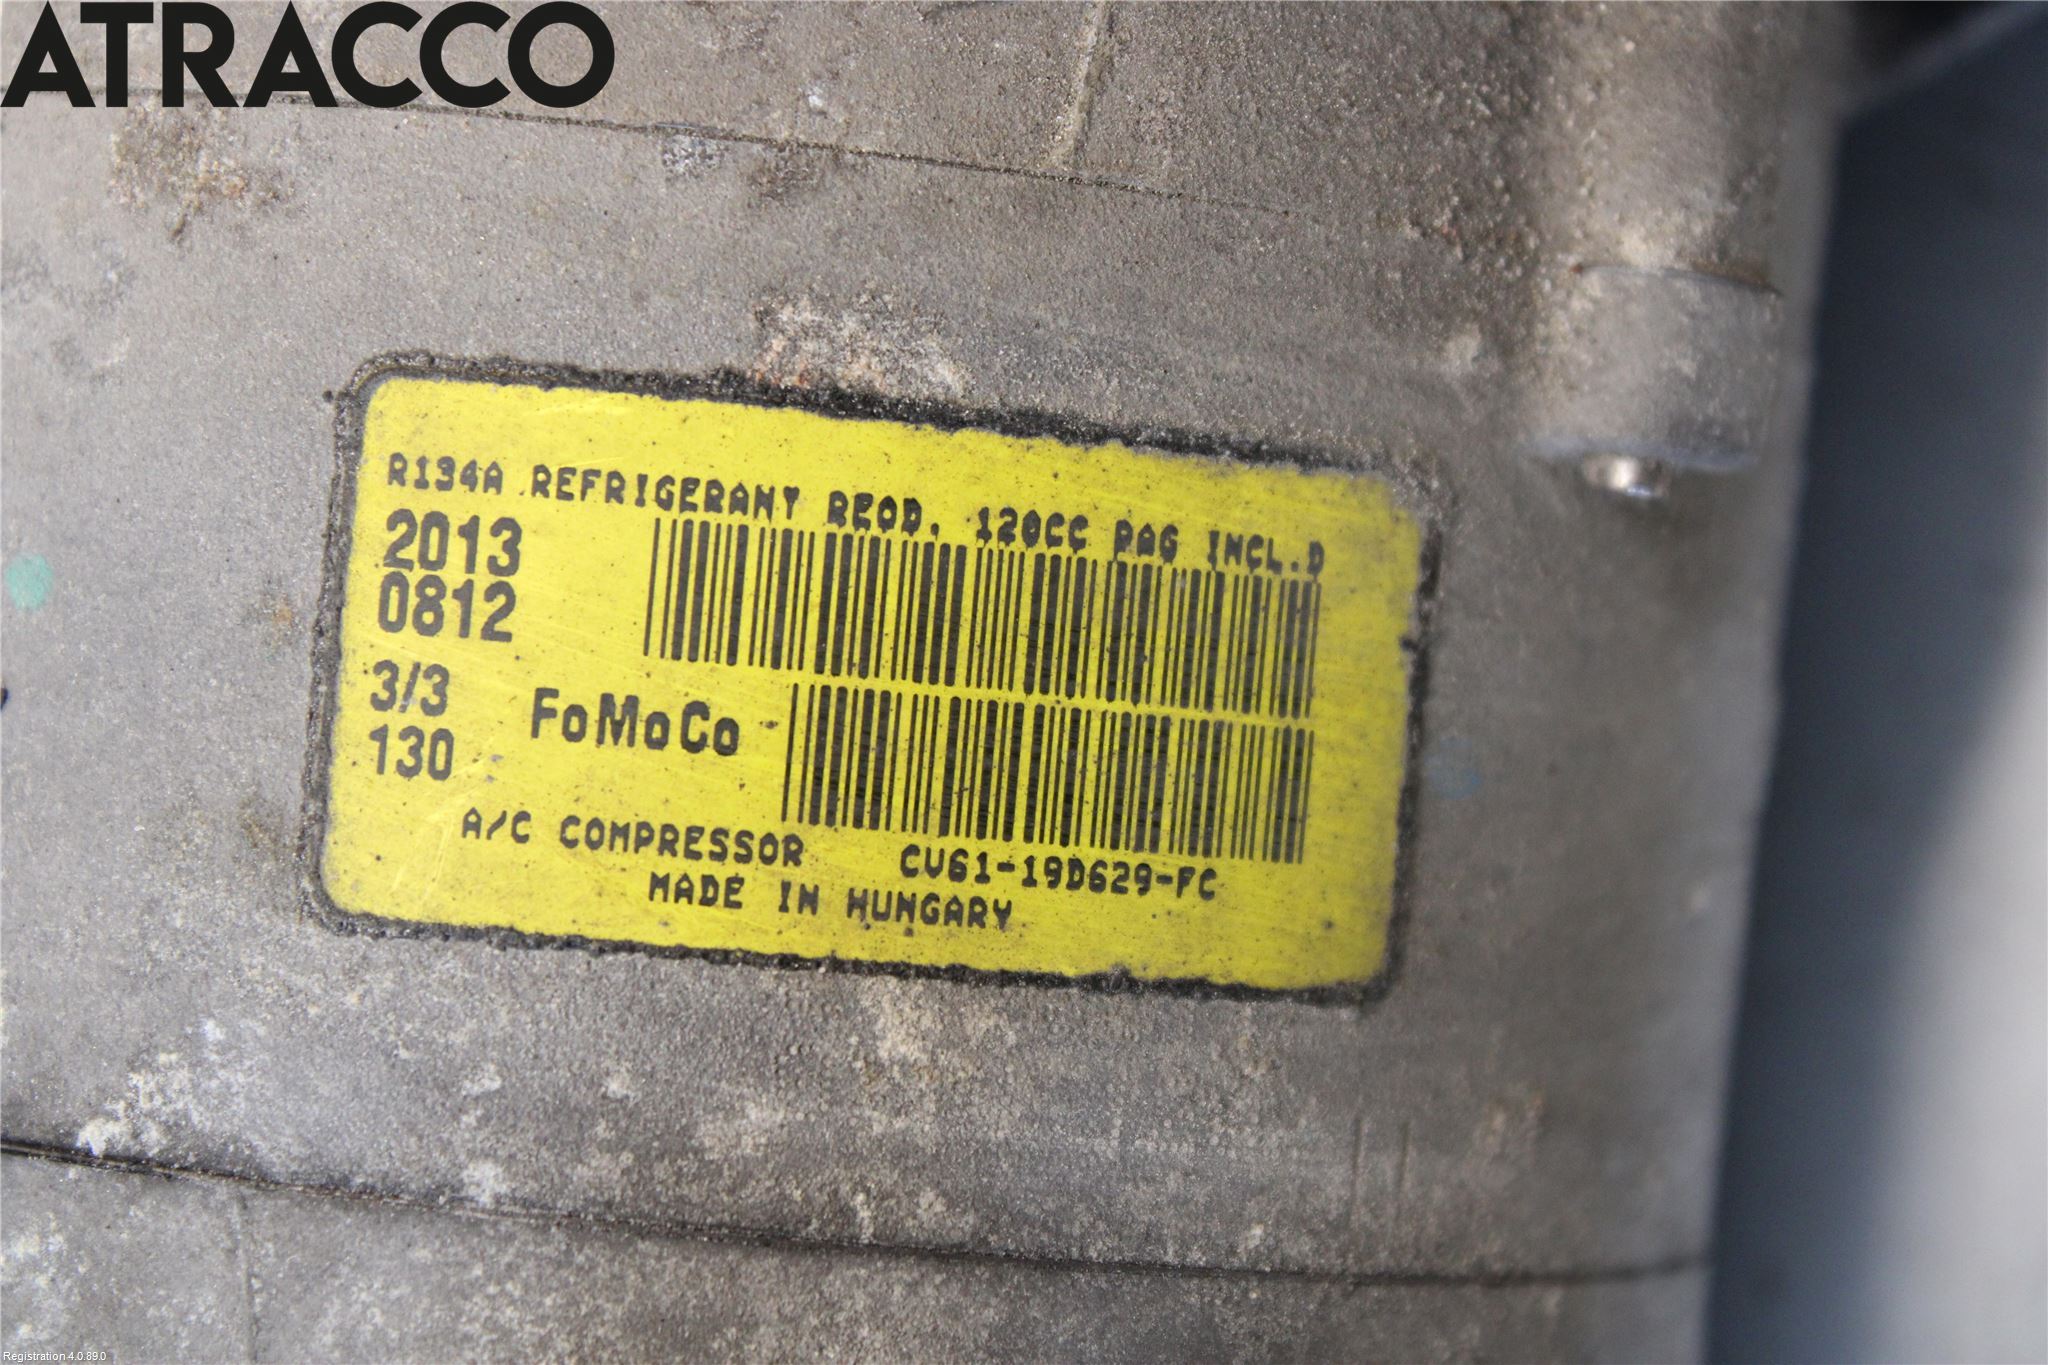 ATRACCO
R134A REFRIGERANT REQD. 120CC PAG INCL.D
2013
0812
3/3
130
FoMoCo
A/C COMPRESSOR CV61-19D629-FC
MADE IN HUNGARY
Registration 4.0.89.0